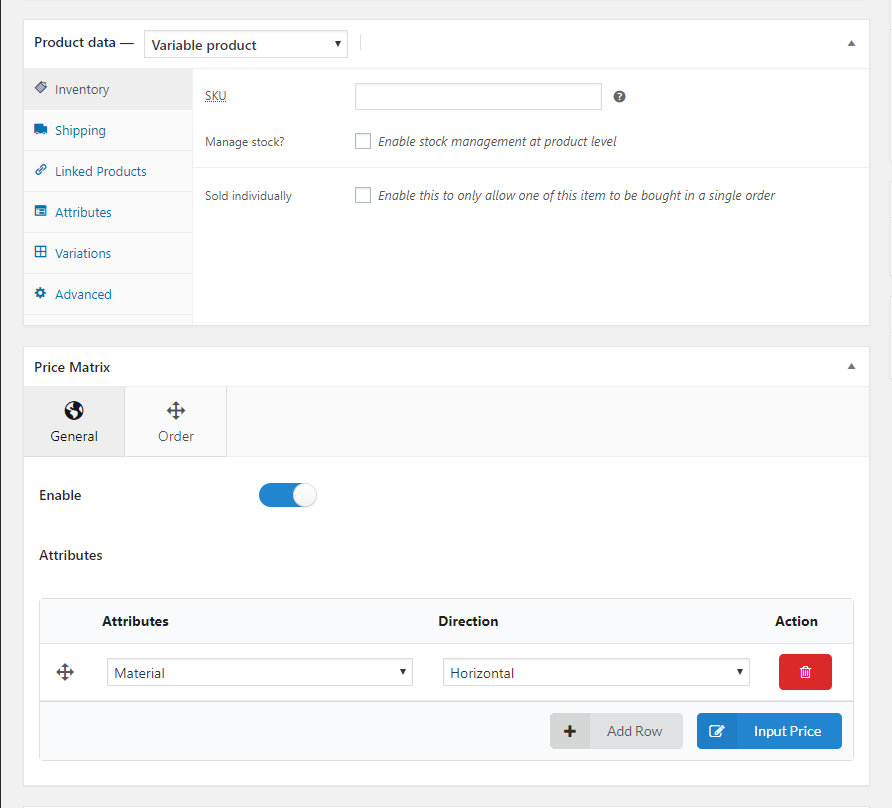 Product data — Variable product
Inventory
Shipping
Linked Products
Attributes
Variations
Advanced
SKU
Manage stock? Enable stock management at product level
Sold individually Enable this to only allow one of this item to be bought in a single order
Price Matrix
General Order
Enable
Attributes
Attributes Direction Action
Material Horizontal
Add Row Input Price